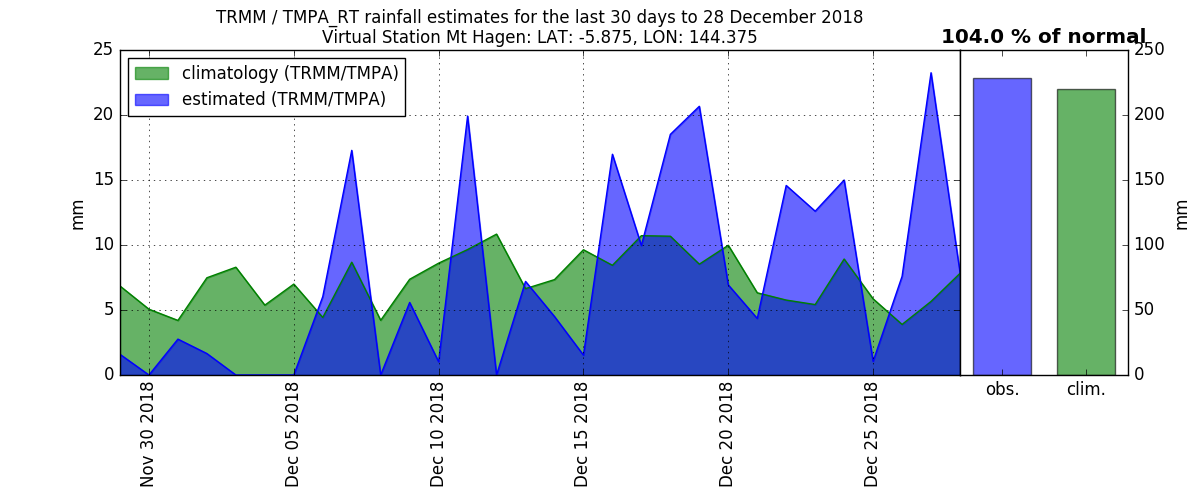 TRMM / TMPA_RT rainfall estimates for the last 30 days to 28 December 2018
Virtual Station Mt Hagen: LAT: -5.875, LON: 144.375
104.0 % of normal
climatology (TRMM/TMPA)
estimated (TRMM/TMPA)
25
20
15
10
5
0
mm
Nov 30 2018
Dec 05 2018
Dec 10 2018
Dec 15 2018
Dec 20 2018
Dec 25 2018
obs.
clim.
250
200
150
100
50
0
mm